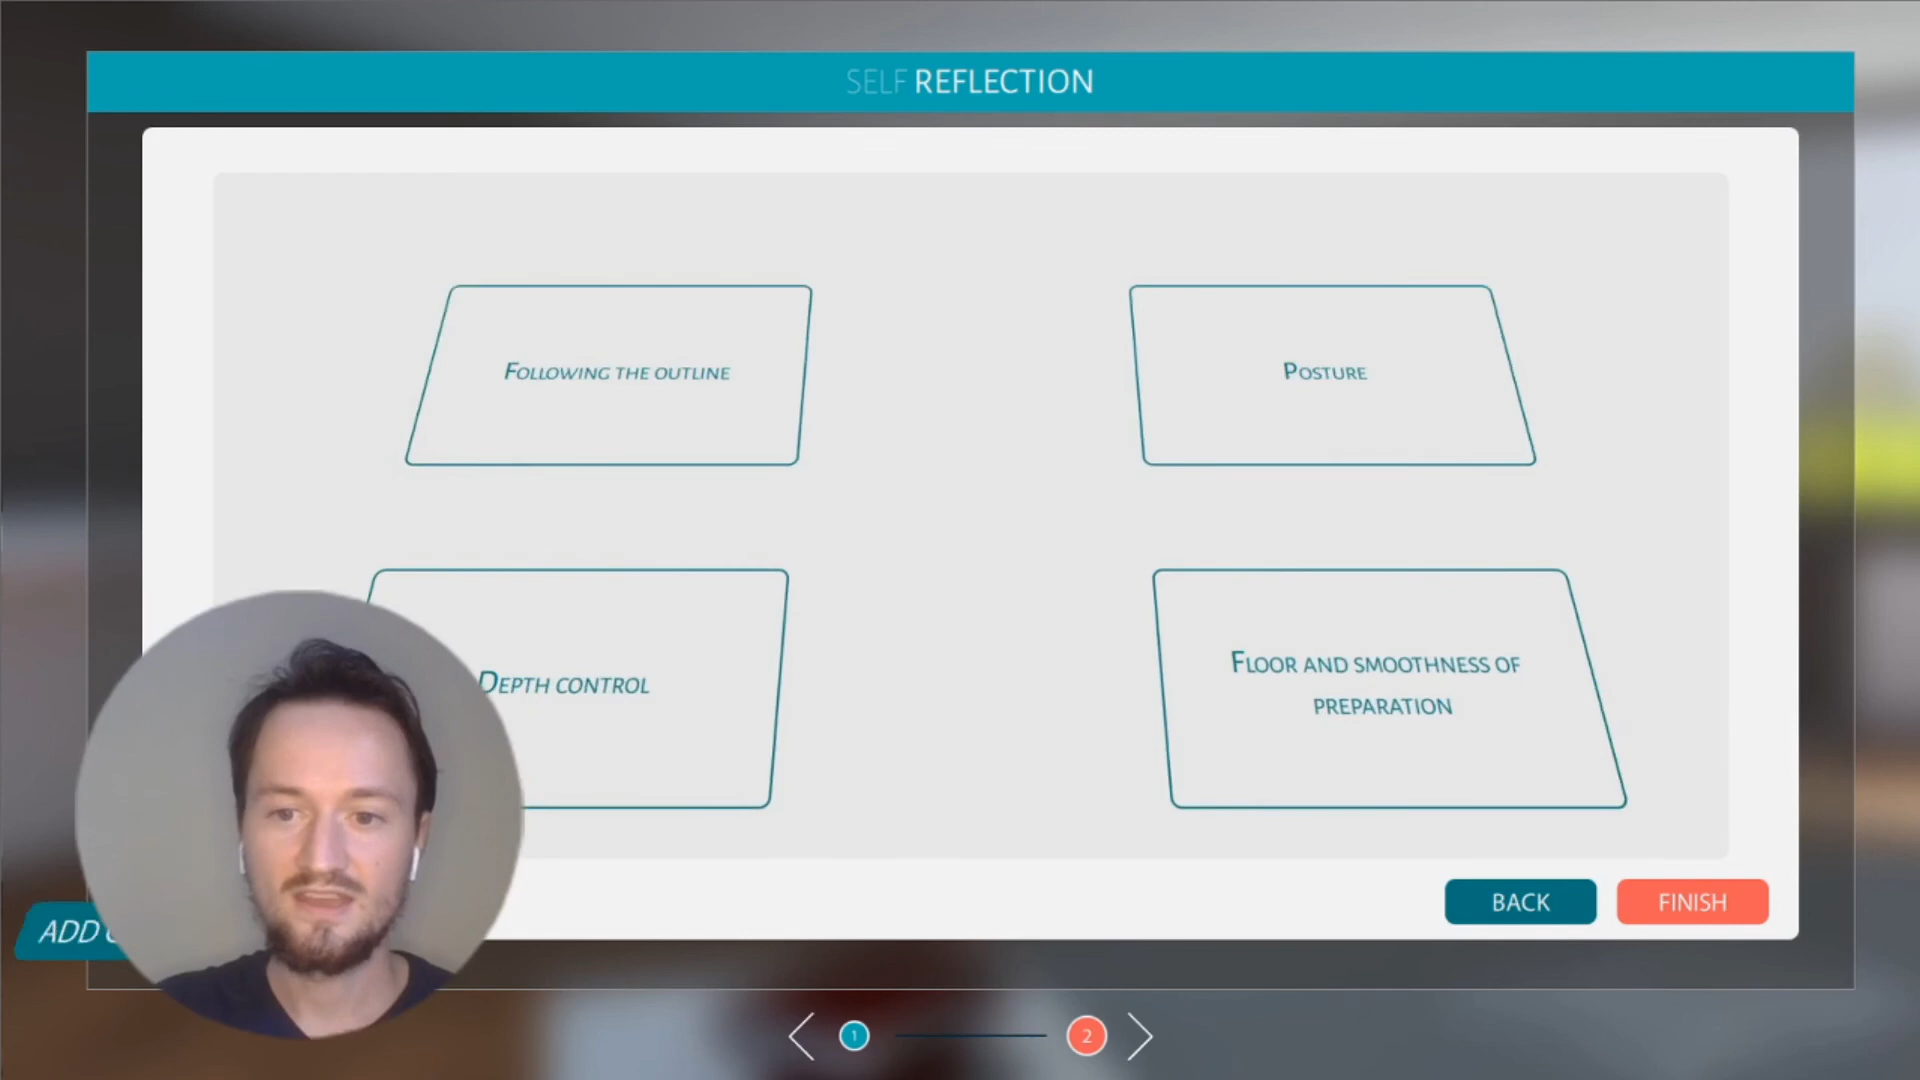 SELF REFLECTION
FOLLOWING THE OUTLINE
POSTURE
DEPTH CONTROL
FLOOR AND SMOOTHNESS OF
PREPARATION
BACK
FINISH
ADD
1
2